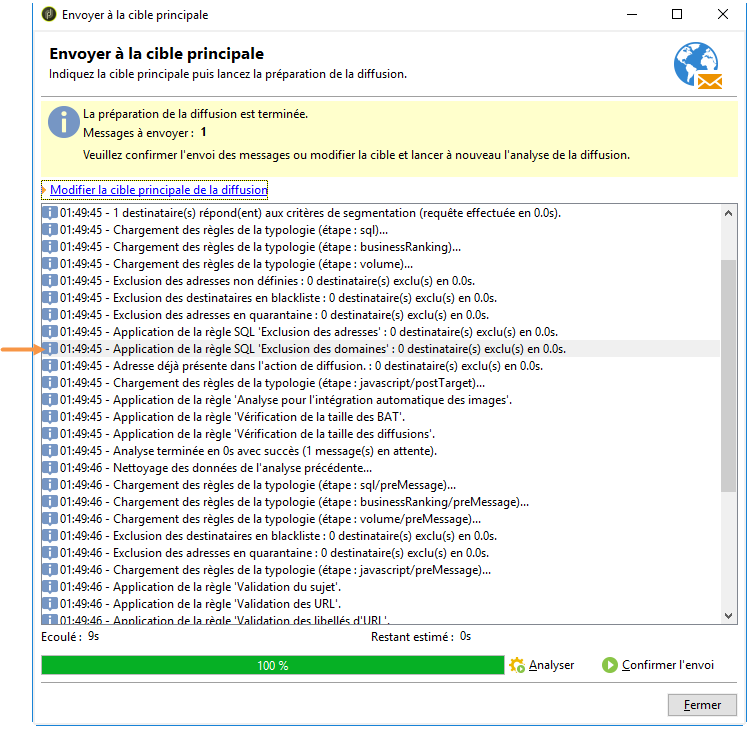 Envoyer à la cible principale
Envoyer à la cible principale
Indiquez la cible principale puis lancez la préparation de la diffusion.
La préparation de la diffusion est terminée.
Messages à envoyer : 1
Veuillez confirmer l'envoi des messages ou modifier la cible et lancer à nouveau l'analyse de la diffusion.
Modifier la cible principale de la diffusion
01:49:45 - 1 destinataire(s) répond(ent) aux critères de segmentation (requête effectuée en 0.0s).
01:49:45 - Chargement des règles de la typologie (étape : sql)...
01:49:45 - Chargement des règles de la typologie (étape : businessRanking)...
01:49:45 - Chargement des règles de la typologie (étape : volume)...
01:49:45 - Exclusion des adresses non définies : 0 destinataire(s) exclu(s) en 0.0s.
01:49:45 - Exclusion des destinataires en blackliste : 0 destinataire(s) exclu(s) en 0.0s.
01:49:45 - Exclusion des adresses en quarantaine : 0 destinataire(s) exclu(s) en 0.0s.
01:49:45 - Application de la règle SQL 'Exclusion des adresses' : 0 destinataire(s) exclu(s) en 0.0s.
01:49:45 - Application de la règle SQL 'Exclusion des domaines' : 0 destinataire(s) exclu(s) en 0.0s.
01:49:45 - Adresse déjà présente dans l'action de diffusion. : 0 destinataire(s) exclu(s) en 0.0s.
01:49:45 - Chargement des règles de la typologie (étape : javascript/postTarget)...
01:49:45 - Application de la règle 'Analyse pour l'intégration automatique des images'.
01:49:45 - Application de la règle 'Vérification de la taille des BAT'.
01:49:45 - Application de la règle 'Vérification de la taille des diffusions'.
01:49:45 - Analyse terminée en 0s avec succès (1 message(s) en attente).
01:49:46 - Nettoyage des données de l'analyse précédente...
01:49:46 - Chargement des règles de la typologie (étape : sql/preMessage)...
01:49:46 - Chargement des règles de la typologie (étape : businessRanking/preMessage)...
01:49:46 - Chargement des règles de la typologie (étape : volume/preMessage)...
01:49:46 - Exclusion des destinataires en blackliste : 0 destinataire(s) exclu(s) en 0.0s.
01:49:46 - Exclusion des adresses en quarantaine : 0 destinataire(s) exclu(s) en 0.0s.
01:49:46 - Chargement des règles de la typologie (étape : javascript/preMessage)...
01:49:46 - Application de la règle 'Validation du sujet'.
01:49:46 - Application de la règle 'Validation des URL'.
01:49:46 - Application de la règle 'Validation des libellés d'URL'.
Ecoulé : 9s Restant estimé : 0s
100 % Analyser Confirmer l'envoi
Fermer